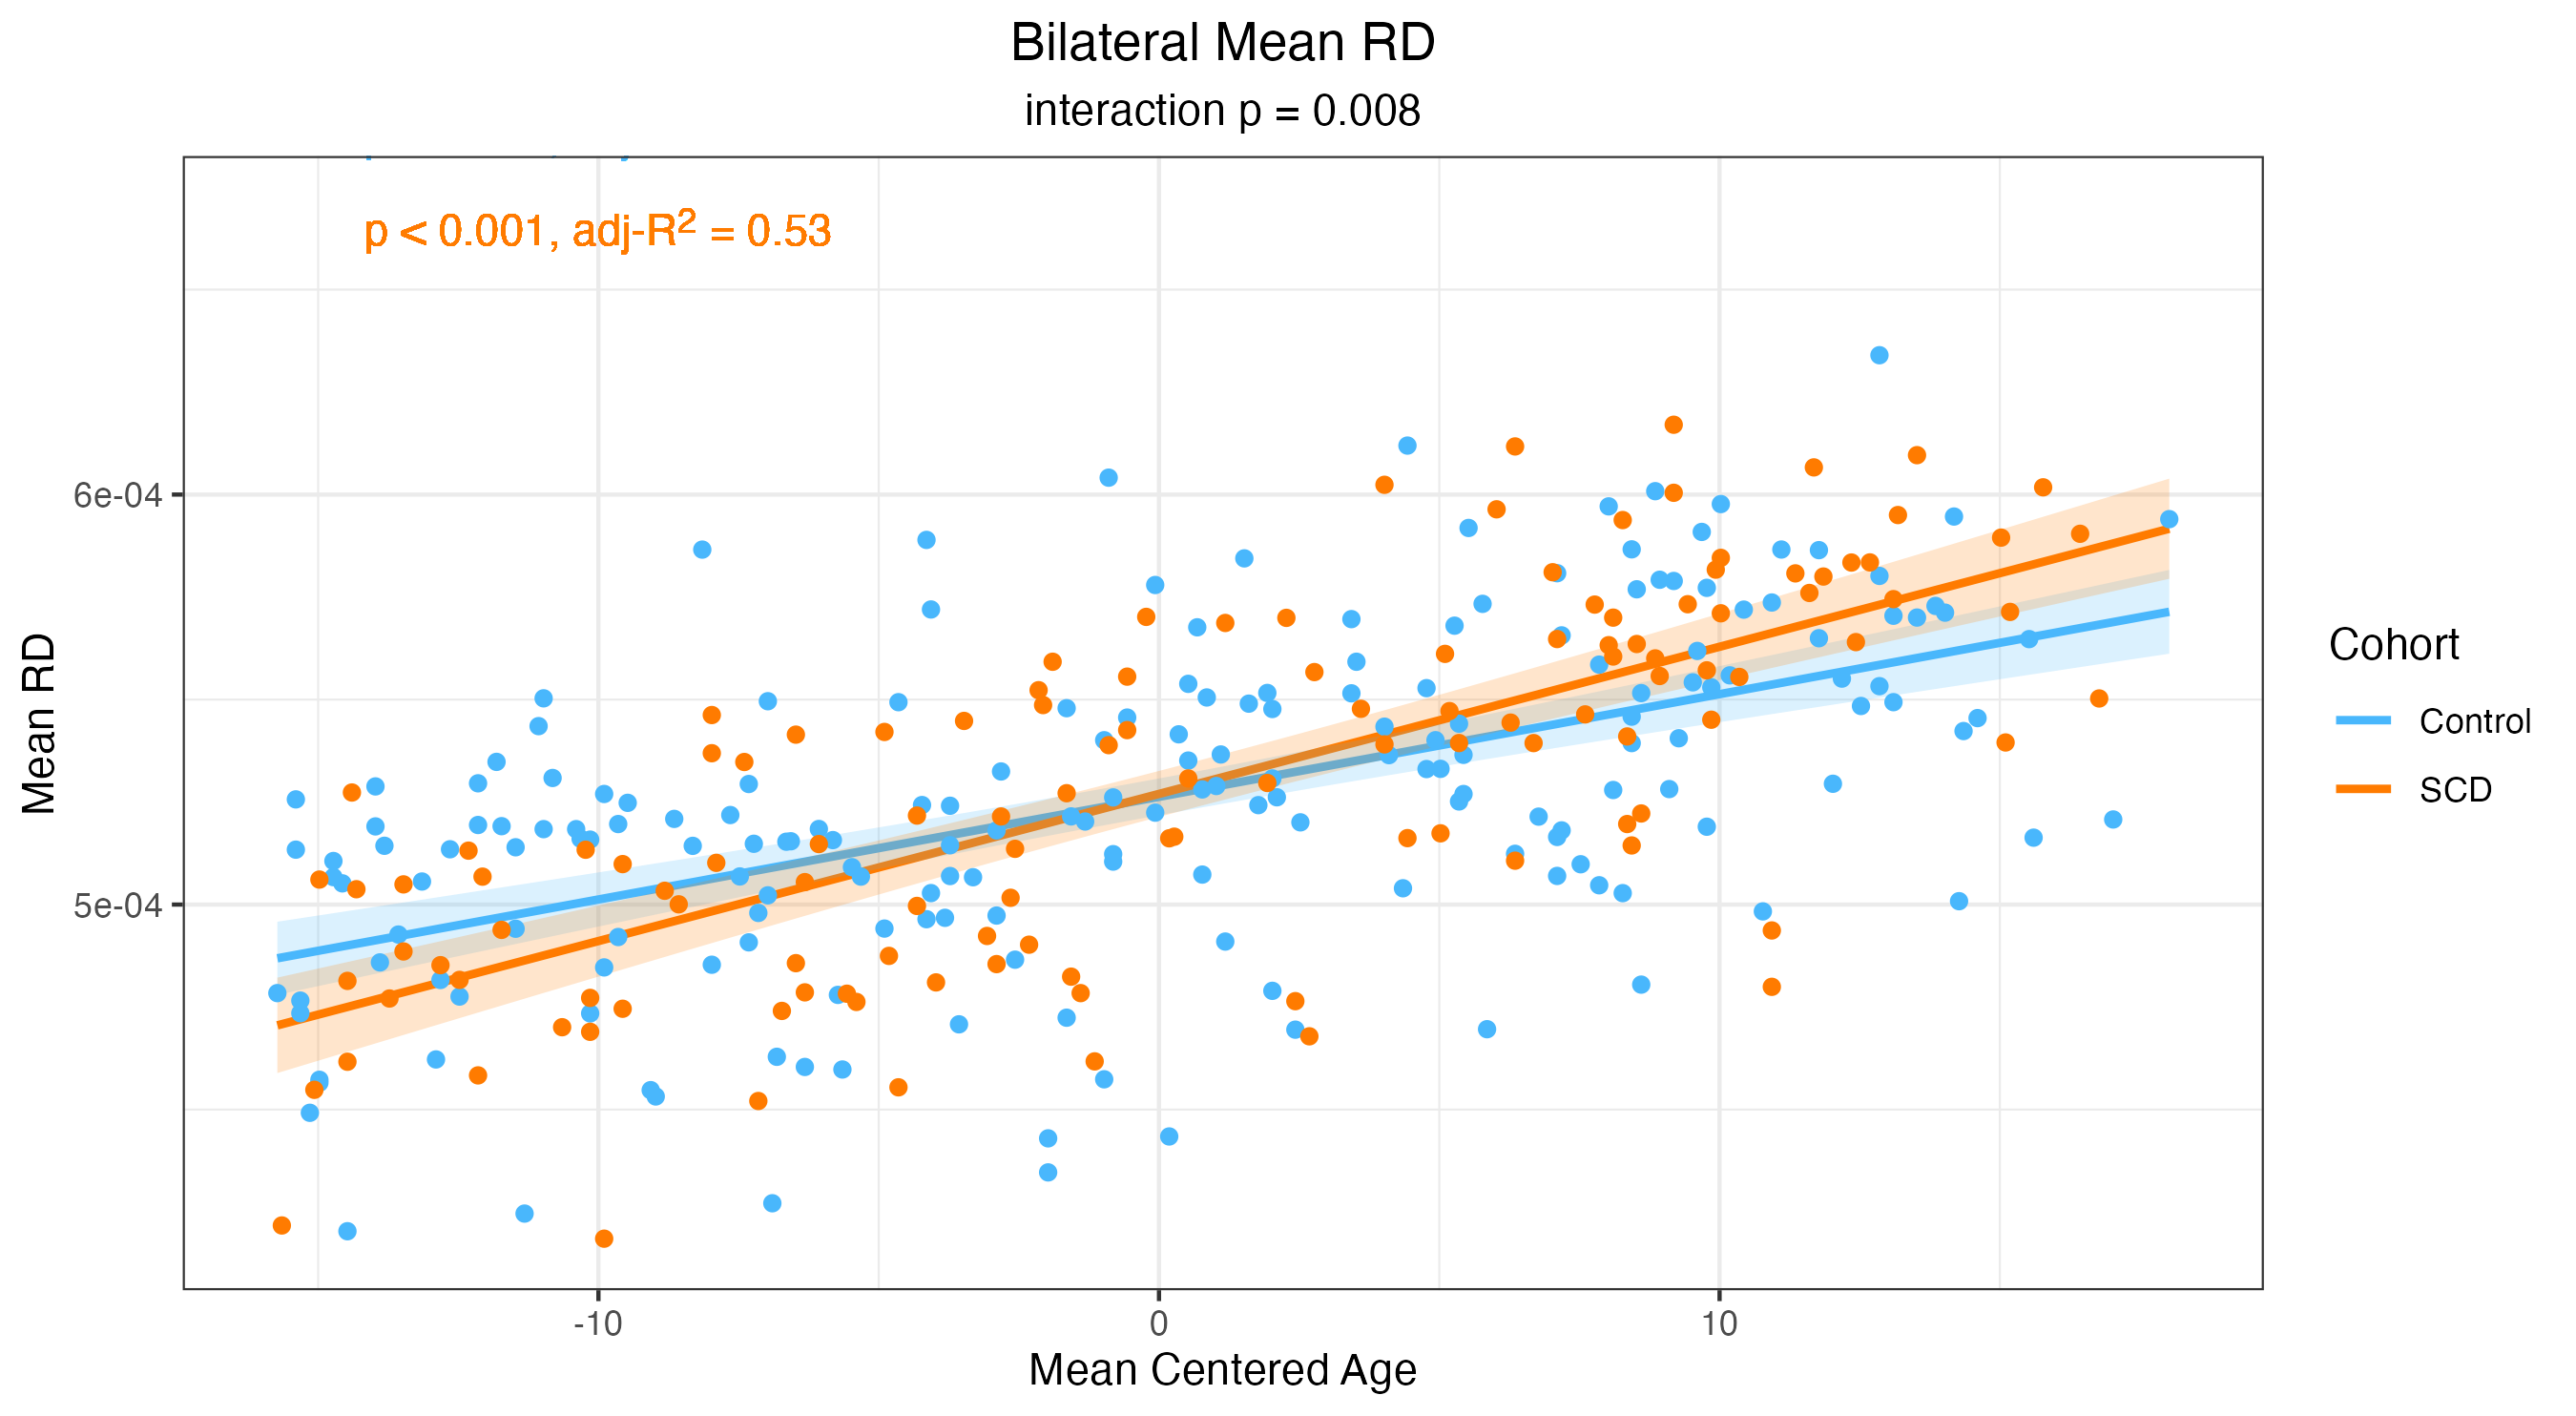 Bilateral Mean RD
interaction p = 0.008
p < 0.001, adj-R² = 0.53
Mean RD
6e-04
5e-04
-10 0 10
Mean Centered Age
Cohort
Control
SCD